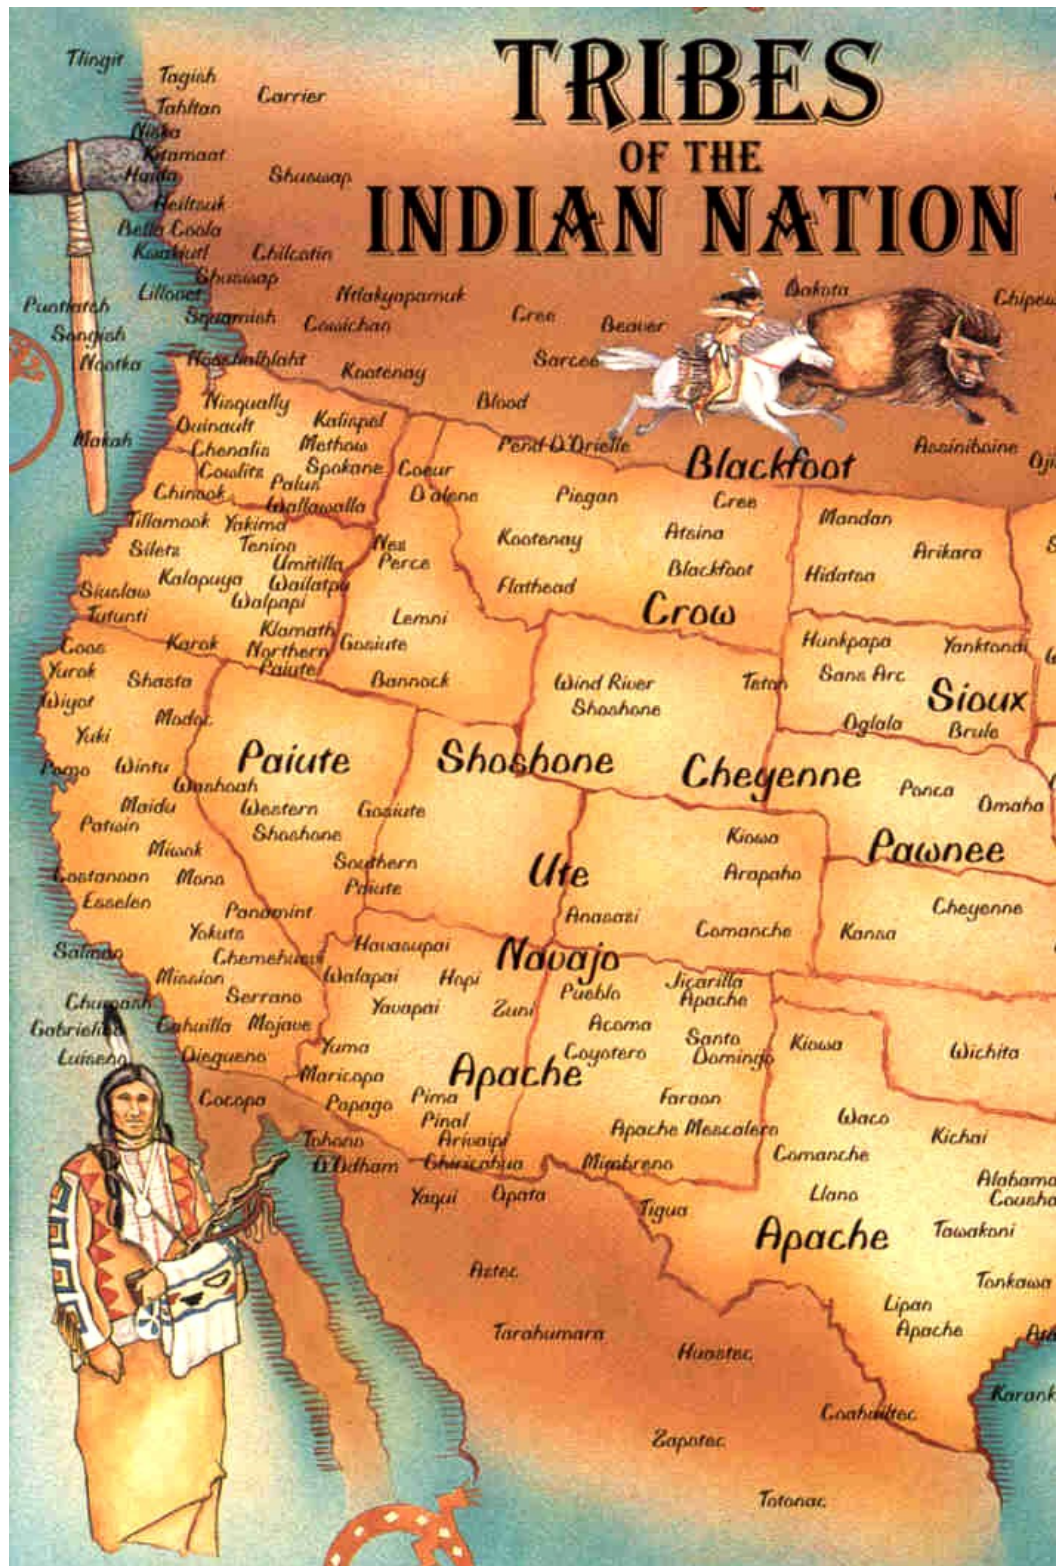 TRIBES
OF THE
INDIAN NATION
Tlingit
Tagish
Carrier
Tahltan
Niska
Kitamaat
Haida
Shuswap
Heiltsuk
Bella Coola
Kwakiutl
Chilcotin
Shuswap
Lillooet
Ntlakyapamuk
Dakota
Puntlatch
Squamish
Cowichan
Cree
Beaver
Songish
Nootka
Kootenay
Sarcee
Blood
Nisqually
Kalispel
Quinault
Makah
Chehalis
Methow
Pend D'Orielle
Blackfoot
Assiniboine
Cowlitz
Spokane
Coeur
D'alene
Palus
Chinook
Wallawalla
Piegan
Cree
Mandan
Tillamook
Yakima
Kootenay
Atsina
Arikara
Siletz
Tenino
Nez
Perce
Umitilla
Blackfoot
Hidatsa
Kalapuya
Wailatpu
Flathead
Siuslaw
Walpapi
Crow
Tututni
Lemhi
Klamath
Coos
Karok
Northern
Paiute
Gosiute
Hunkpapa
Yanktondi
Yurok
Shasta
Bannock
Wind River
Shoshone
Teton
Sans Arc
Sioux
Wiyot
Modoc
Oglala
Brule
Yuki
Paiute
Shoshone
Cheyenne
Pomo
Wintu
Washoah
Ponca
Omaha
Maidu
Western
Shoshone
Gosiute
Patwin
Kiowa
Pawnee
Miwok
Southern
Paiute
Ute
Arapaho
Costanoan
Mono
Esselen
Cheyenne
Panamint
Anasazi
Comanche
Kansa
Yokuts
Havasupai
Navajo
Salinan
Chemehuevi
Mission
Walapai
Hopi
Pueblo
Jicarilla
Apache
Serrano
Yavapai
Zuni
Chumash
Gabrielino
Cahuilla
Mojave
Acoma
Santo
Domingo
Kiowa
Wichita
Luiseno
Diegueno
Yuma
Coyotero
Maricopa
Apache
Cocopa
Papago
Pima
Faraon
Pinal
Apache Mescalero
Waco
Kichai
Tohono
O'Odham
Arivaipi
Chiricahua
Mimbreno
Comanche
Yaqui
Opata
Tigua
Llano
Alabama
Apache
Tawakoni
Aztec
Tonkawa
Lipan
Apache
Tarahumara
Huastec
Coahuiltec
Zapotec
Totonac